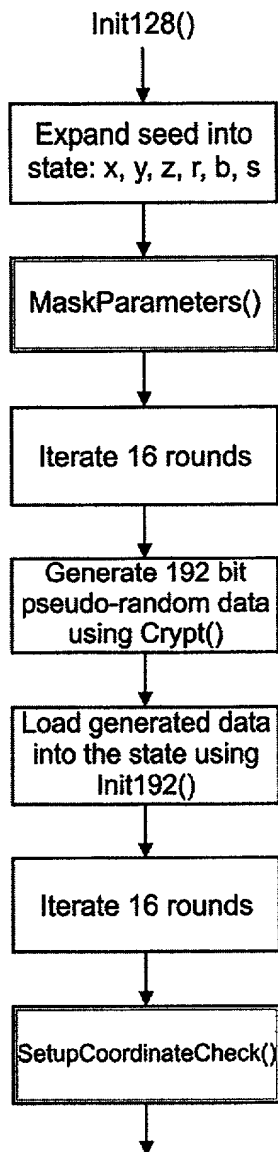 Init128()
Expand seed into
state: x, y, z, r, b, s
MaskParameters()
Iterate 16 rounds
Generate 192 bit
pseudo-random data
using Crypt()
Load generated data
into the state using
Init192()
Iterate 16 rounds
SetupCoordinateCheck()